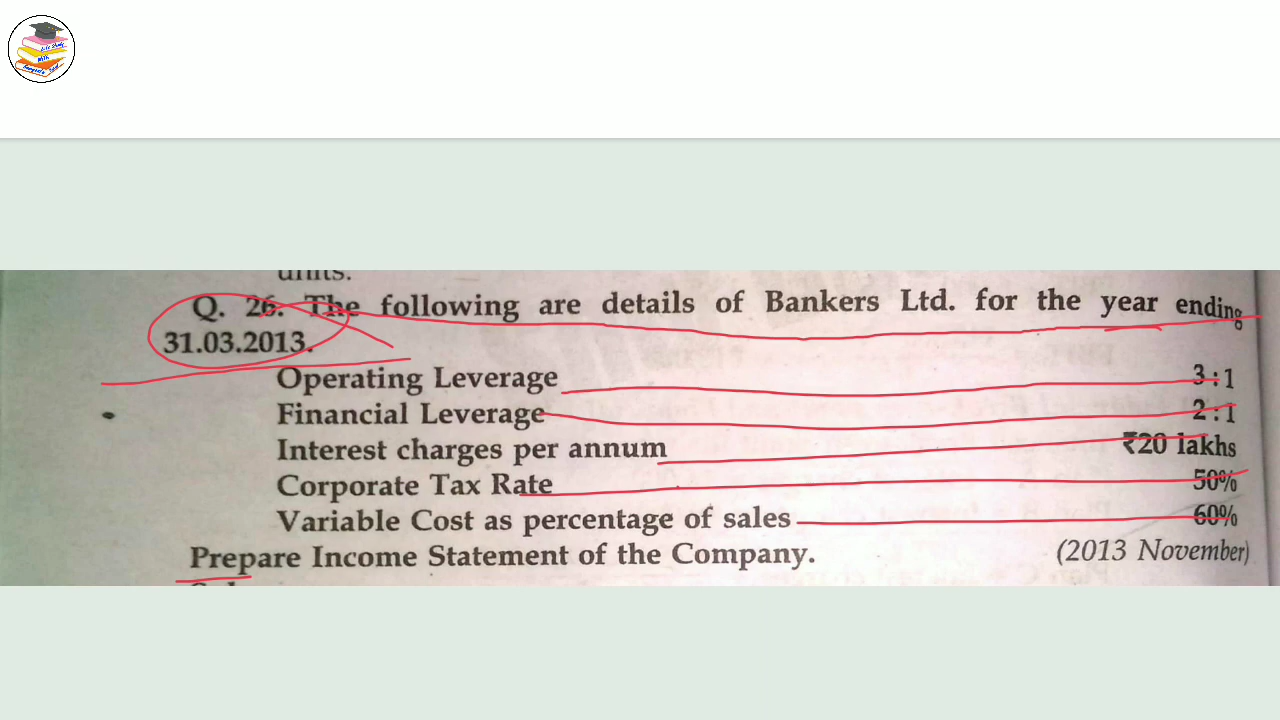 units.
Q. 26. The following are details of Bankers Ltd. for the year ending
31.03.2013.
Operating Leverage 3 : 1
Financial Leverage 2 : 1
Interest charges per annum ₹20 lakhs
Corporate Tax Rate 50%
Variable Cost as percentage of sales 60%
Prepare Income Statement of the Company. (2013 November)